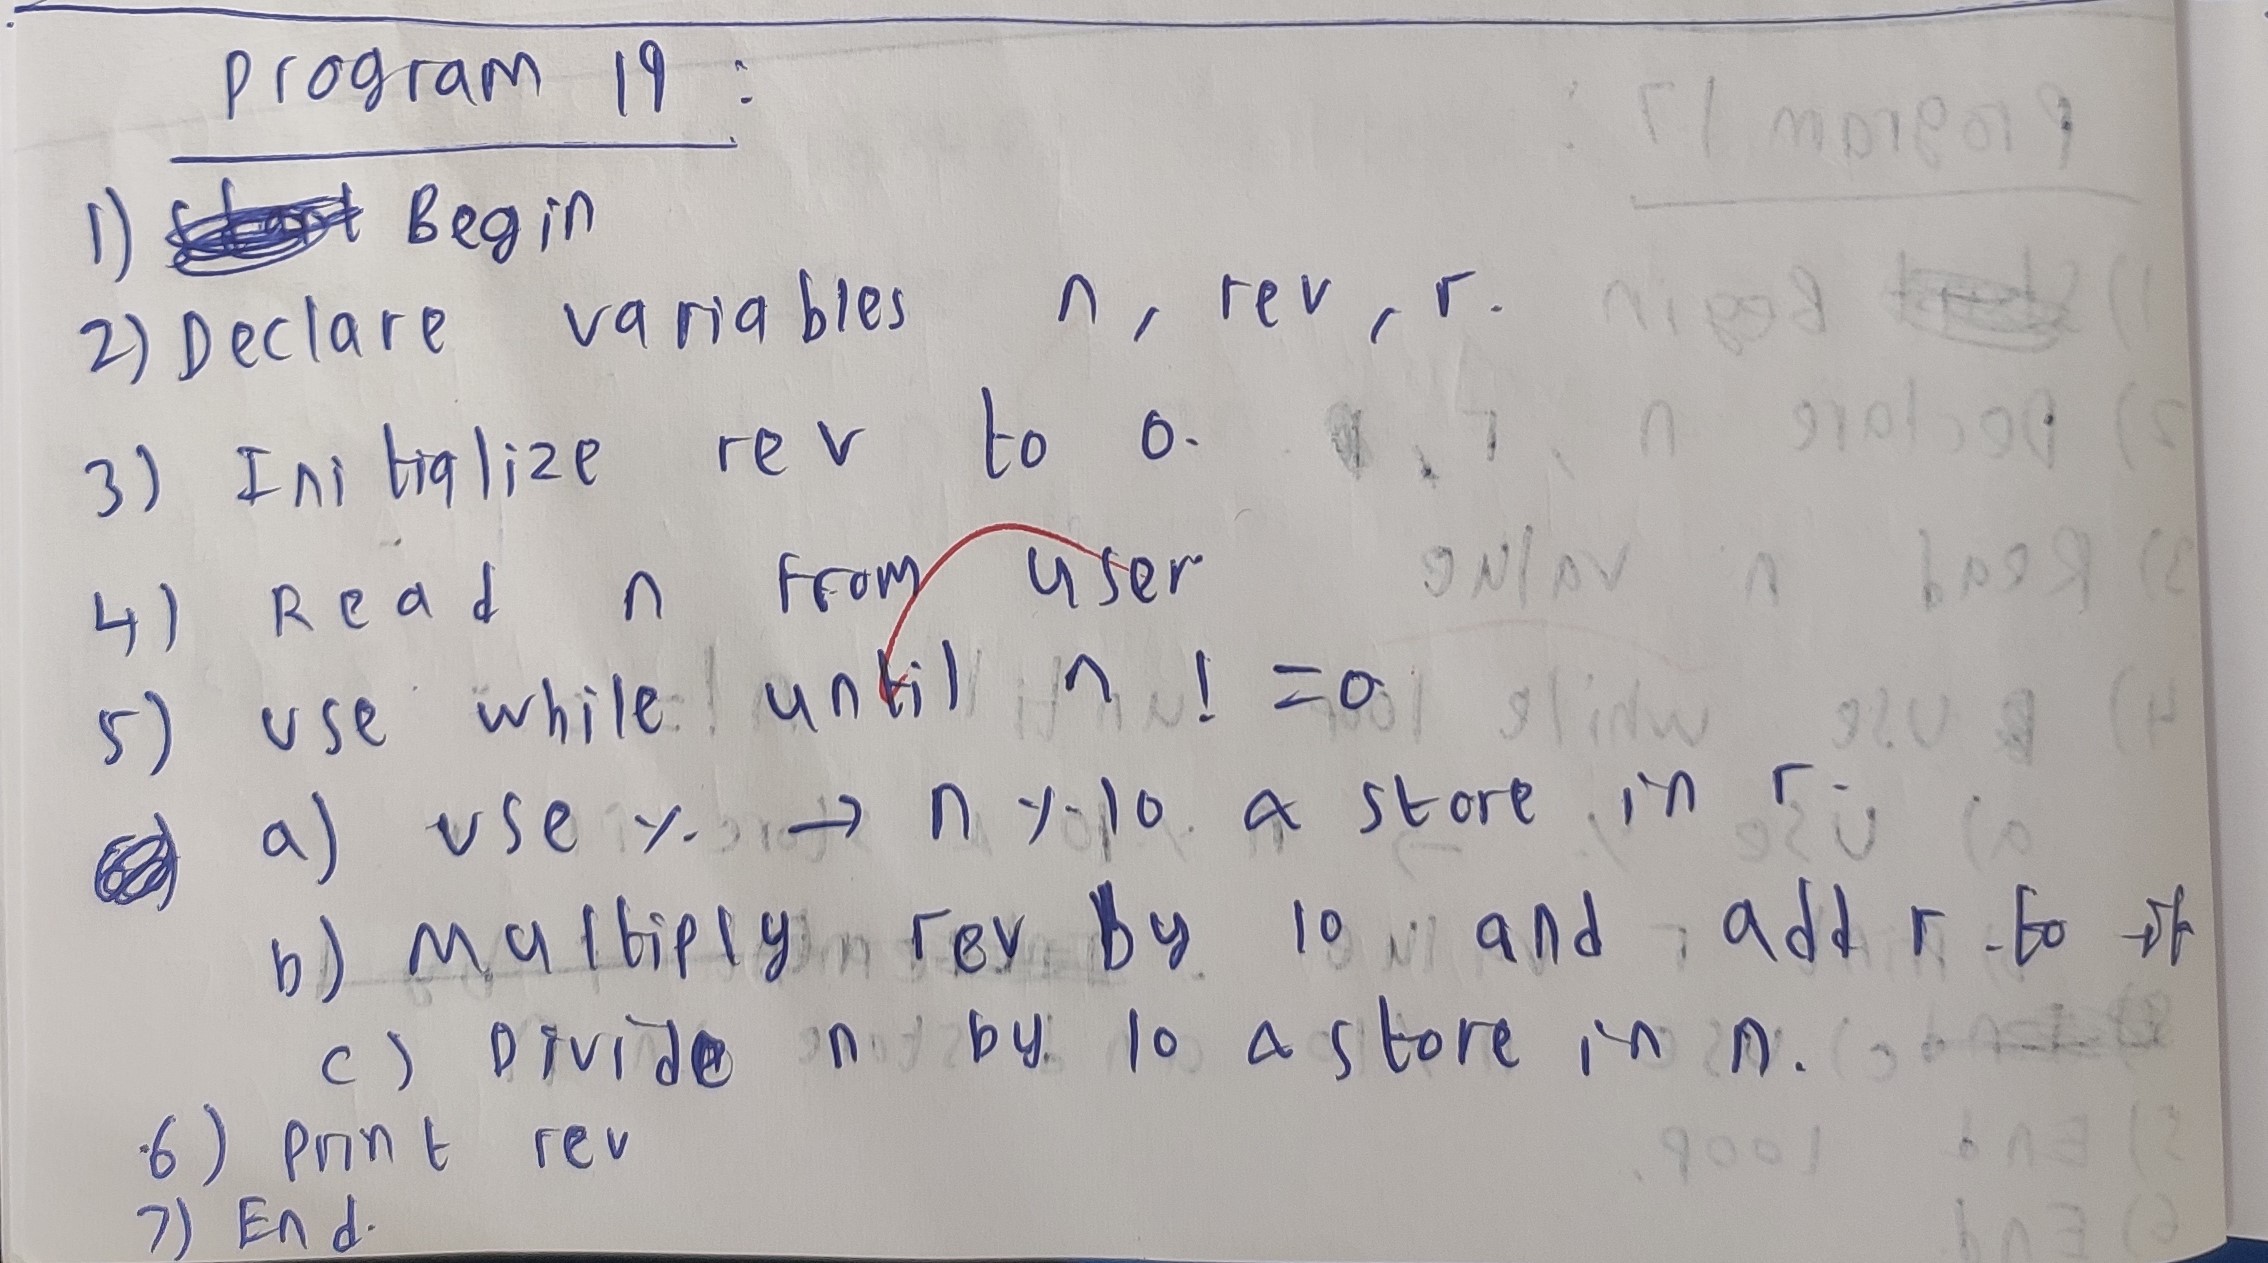 Program 19 :
1) Begin
2) Declare variables n, rev, r.
3) Initialize rev to 0.
4) Read n From user
5) use while until n ! =0
a) use % → n % 10 & store in r.
b) Multiply rev by 10 and add r to it
c) Divide n by 10 & store in n.
6) print rev
7) End.